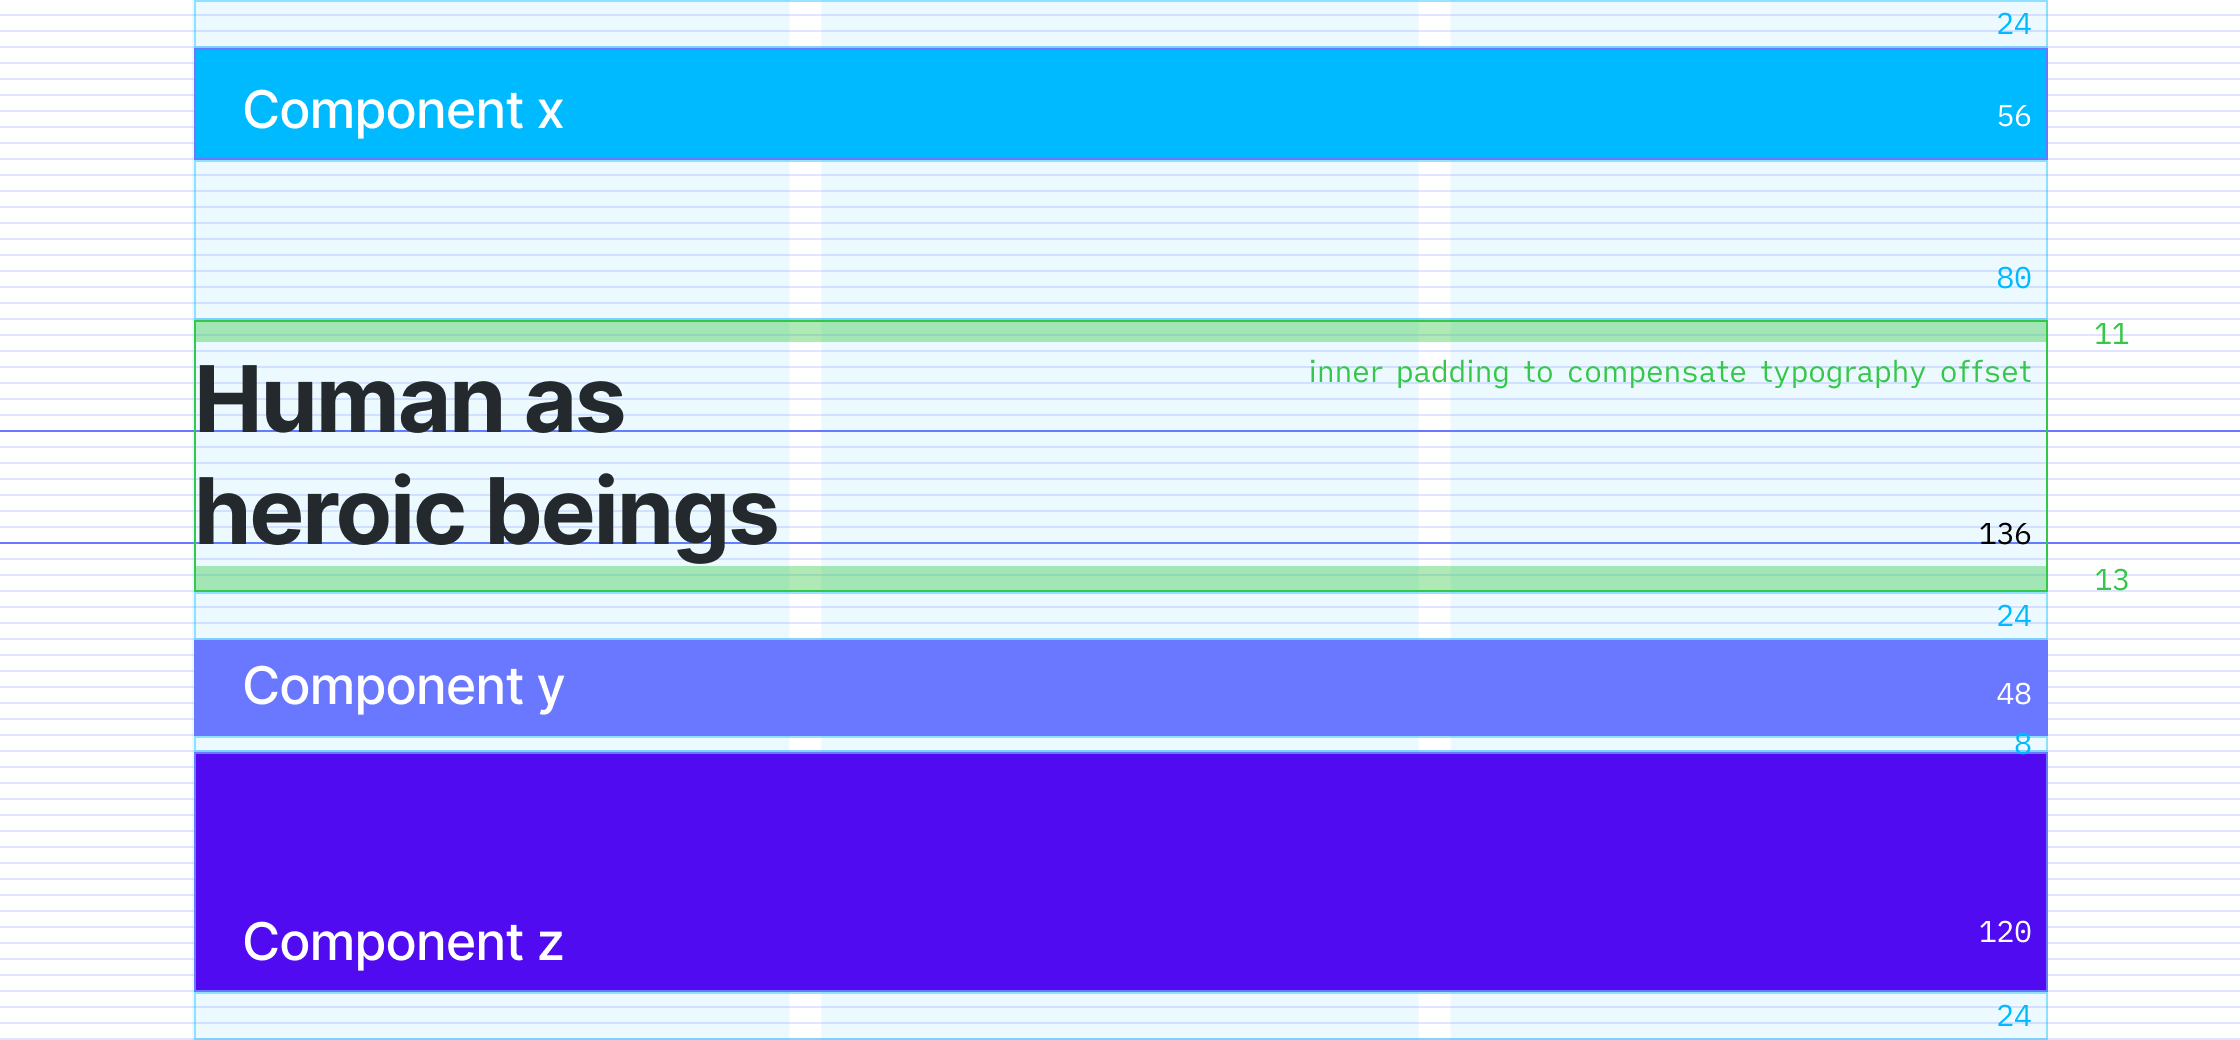 24
Component x
56
80
11
inner padding to compensate typography offset
Human as
heroic beings
136
13
24
Component y
48
8
120
Component z
24